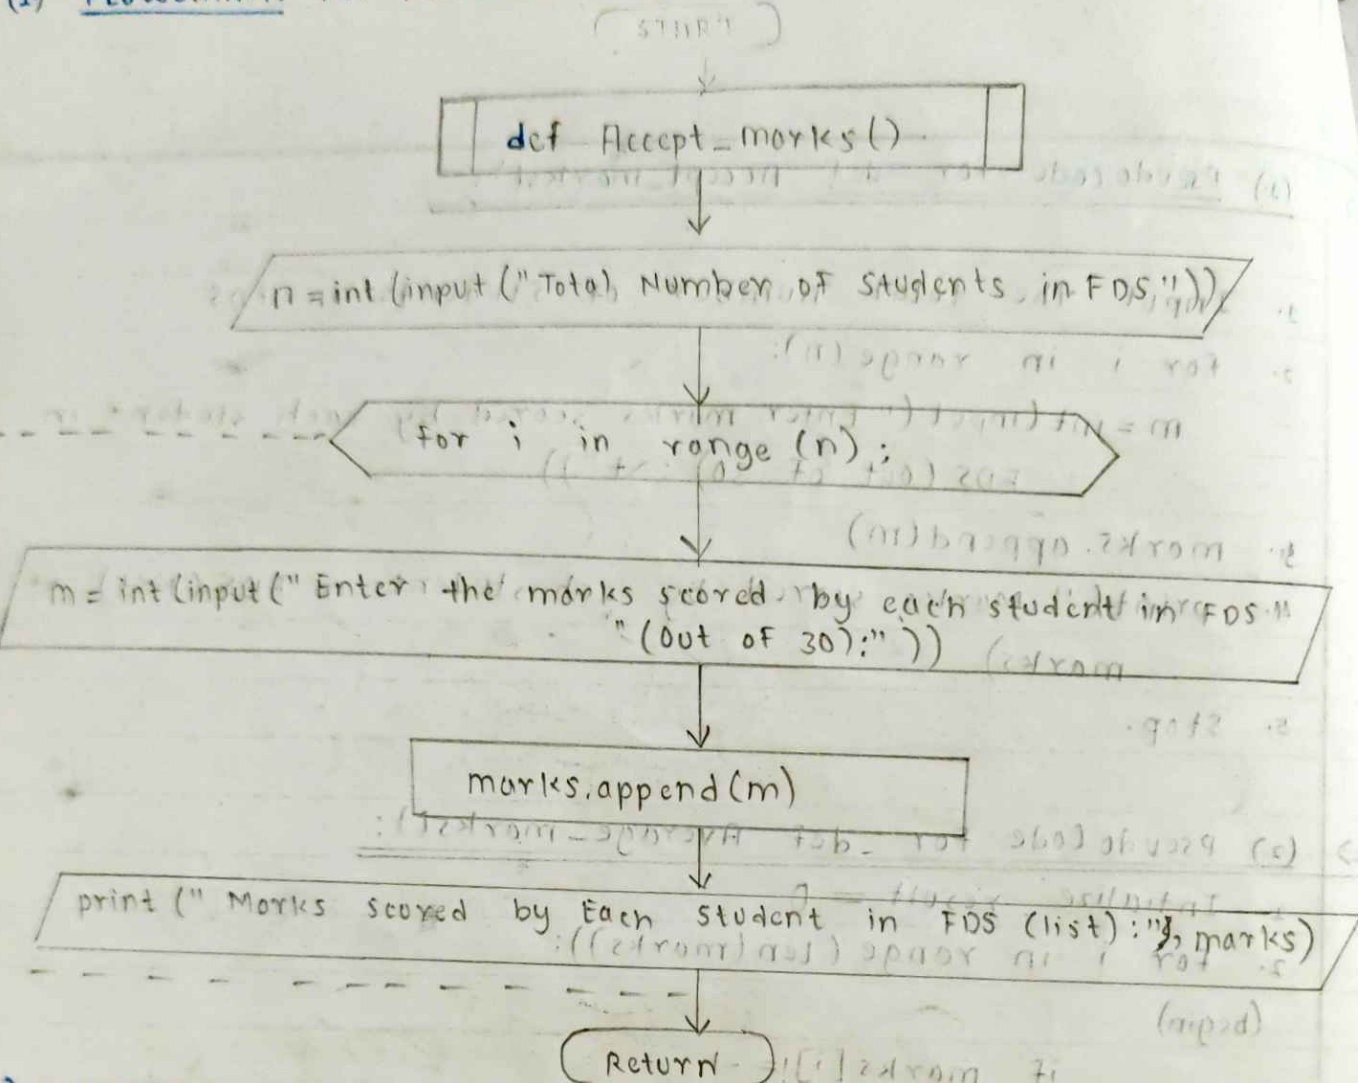 def Accept_marks()
n = int (input ("Total Number of Students in FDS"))
for i in range (n) :
m = int (input (" Enter the marks scored by each student in FDS "
"(out of 30):" ))
marks.append (m)
print (" Marks scored by Each student in FDS (list) :", marks)
Return